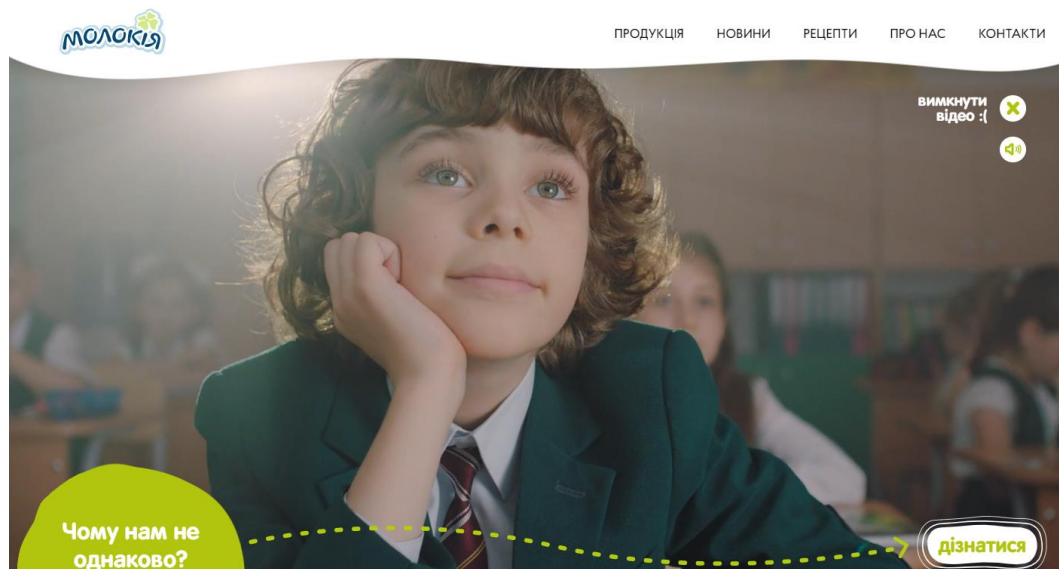 МОЛОКІЯ
ПРОДУКЦІЯ
НОВИНИ
РЕЦЕПТИ
ПРО НАС
КОНТАКТИ
вимкнути
відео :(
Чому нам не
однаково?
дізнатися